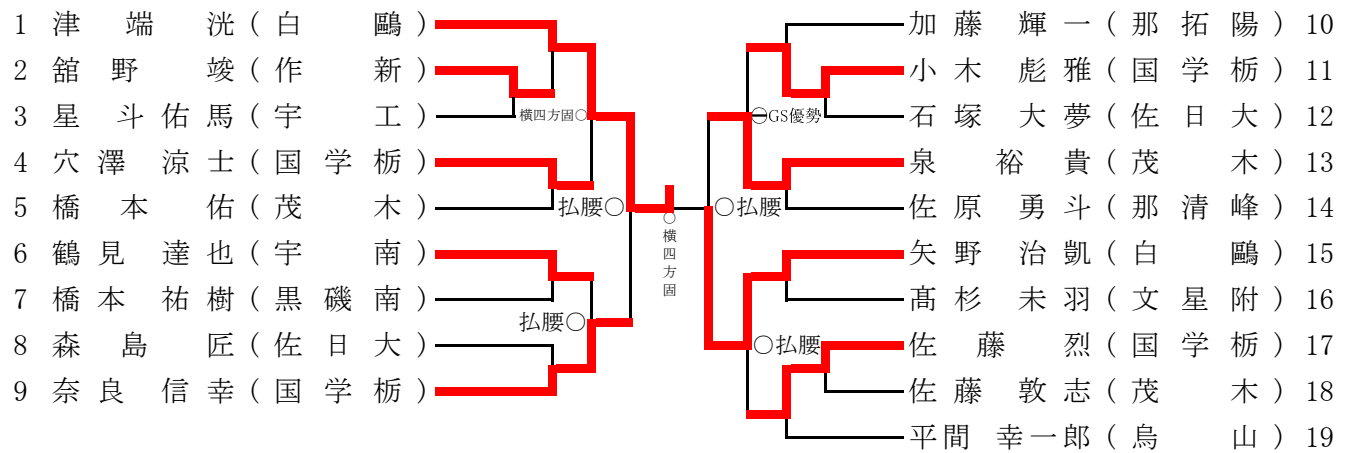 1 津端洸(白鷗)
2 舘野竣(作新)
3 星斗佑馬(宇工)
4 穴澤涼士(国学栃)
5 橋本佑(茂木)
6 鶴見達也(宇南)
7 橋本祐樹(黒磯南)
8 森島匠(佐日大)
9 奈良信幸(国学栃)
横四方固○
払腰○
払腰○
○横四方固
○GS優勢
○払腰
○払腰
加藤輝一(那拓陽) 10
小木彪雅(国学栃) 11
石塚大夢(佐日大) 12
泉裕貴(茂木) 13
佐原勇斗(那清峰) 14
矢野治凱(白鷗) 15
髙杉未羽(文星附) 16
佐藤烈(国学栃) 17
佐藤敦志(茂木) 18
平間幸一郎(烏山) 19